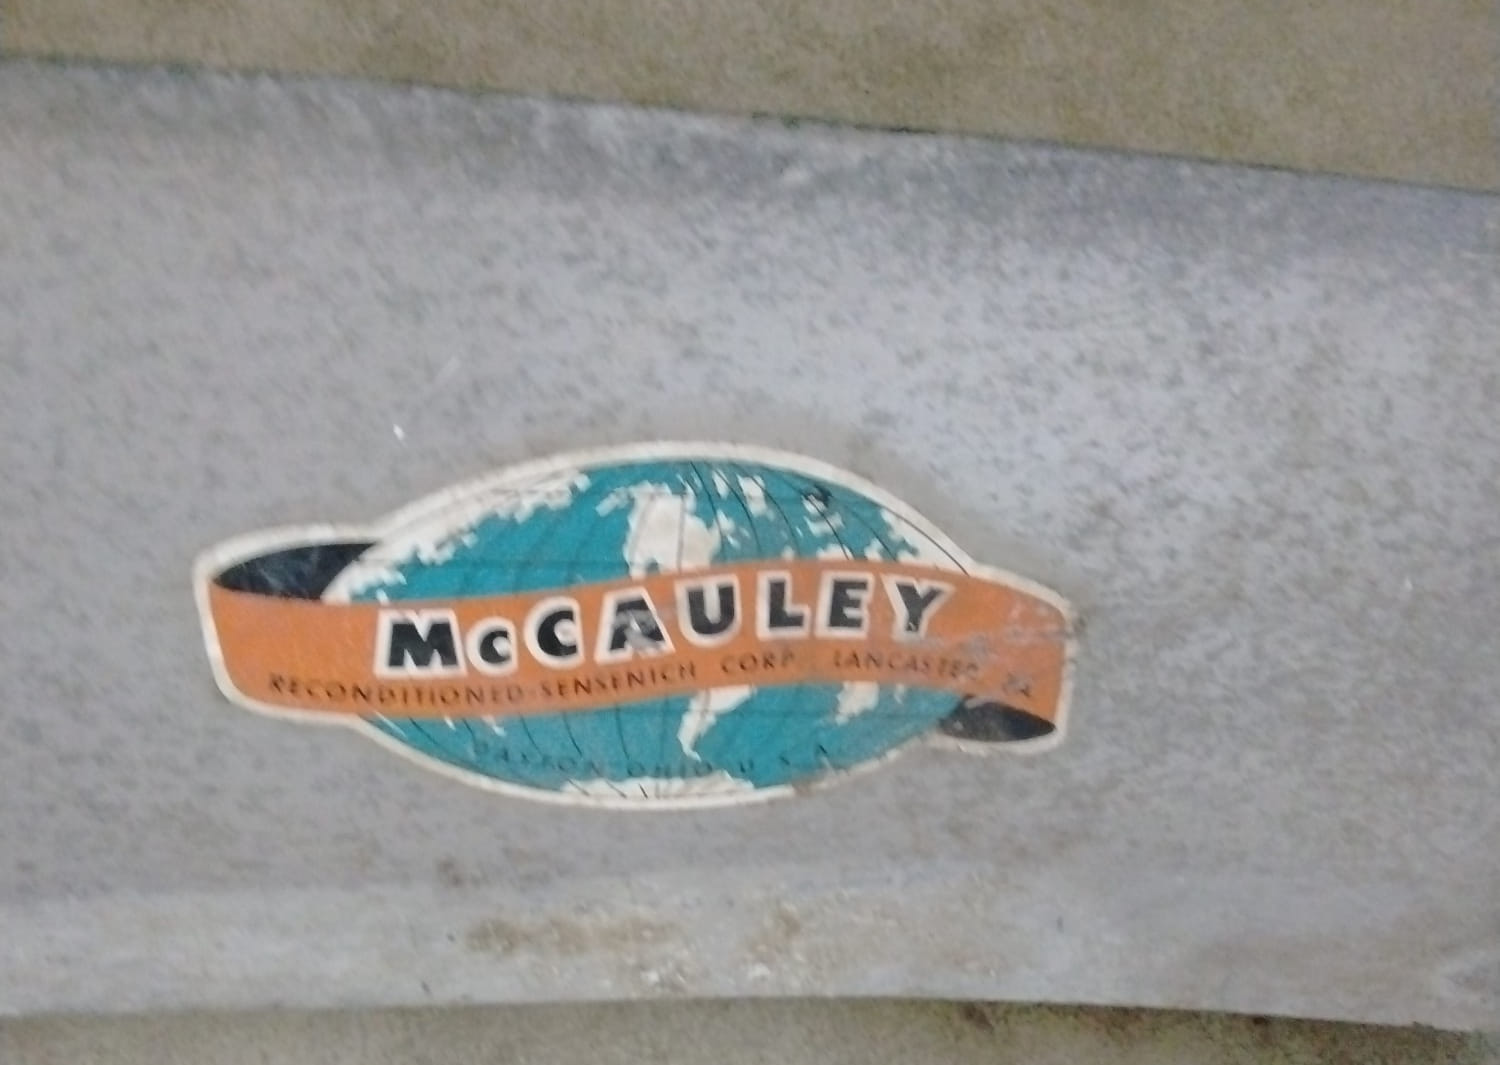 McCAULEY
RECONDITIONED-SENSENICH CORP. LANCASTER PA.
DAYTON OHIO U S A